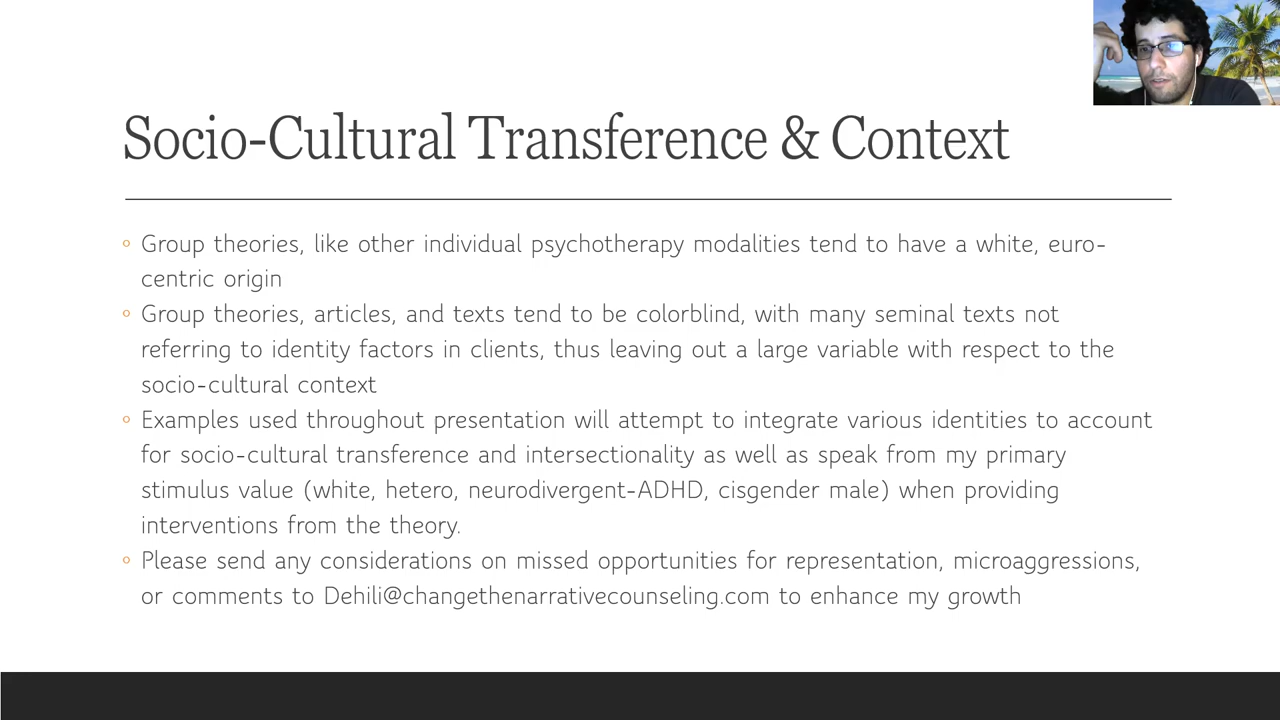 Socio-Cultural Transference & Context
◦ Group theories, like other individual psychotherapy modalities tend to have a white, euro-
centric origin
◦ Group theories, articles, and texts tend to be colorblind, with many seminal texts not
referring to identity factors in clients, thus leaving out a large variable with respect to the
socio-cultural context
◦ Examples used throughout presentation will attempt to integrate various identities to account
for socio-cultural transference and intersectionality as well as speak from my primary
stimulus value (white, hetero, neurodivergent-ADHD, cisgender male) when providing
interventions from the theory.
◦ Please send any considerations on missed opportunities for representation, microaggressions,
or comments to Dehili@changethenarrativecounseling.com to enhance my growth